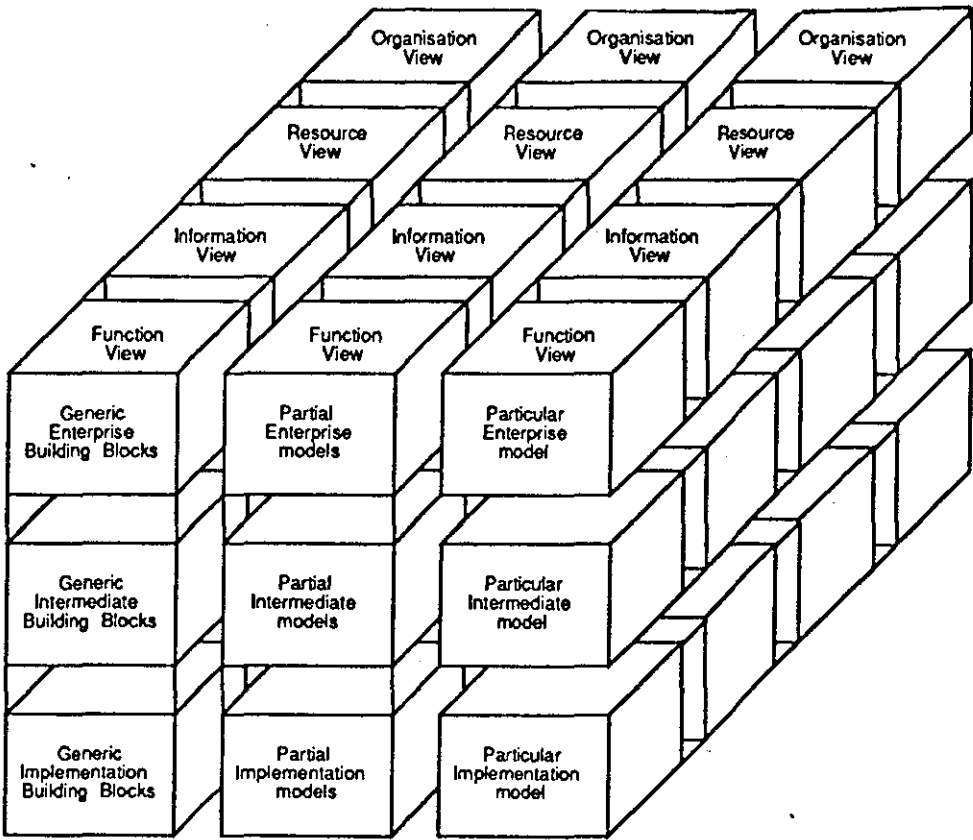 Organisation
View
Organisation
View
Organisation
View
Resource
View
Resource
View
Resource
View
Information
View
Information
View
Information
View
Function
View
Function
View
Function
View
Generic
Enterprise
Building Blocks
Partial
Enterprise
models
Particular
Enterprise
model
Generic
Intermediate
Building Blocks
Partial
Intermediate
models
Particular
Intermediate
model
Generic
Implementation
Building Blocks
Partial
Implementation
models
Particular
Implementation
model